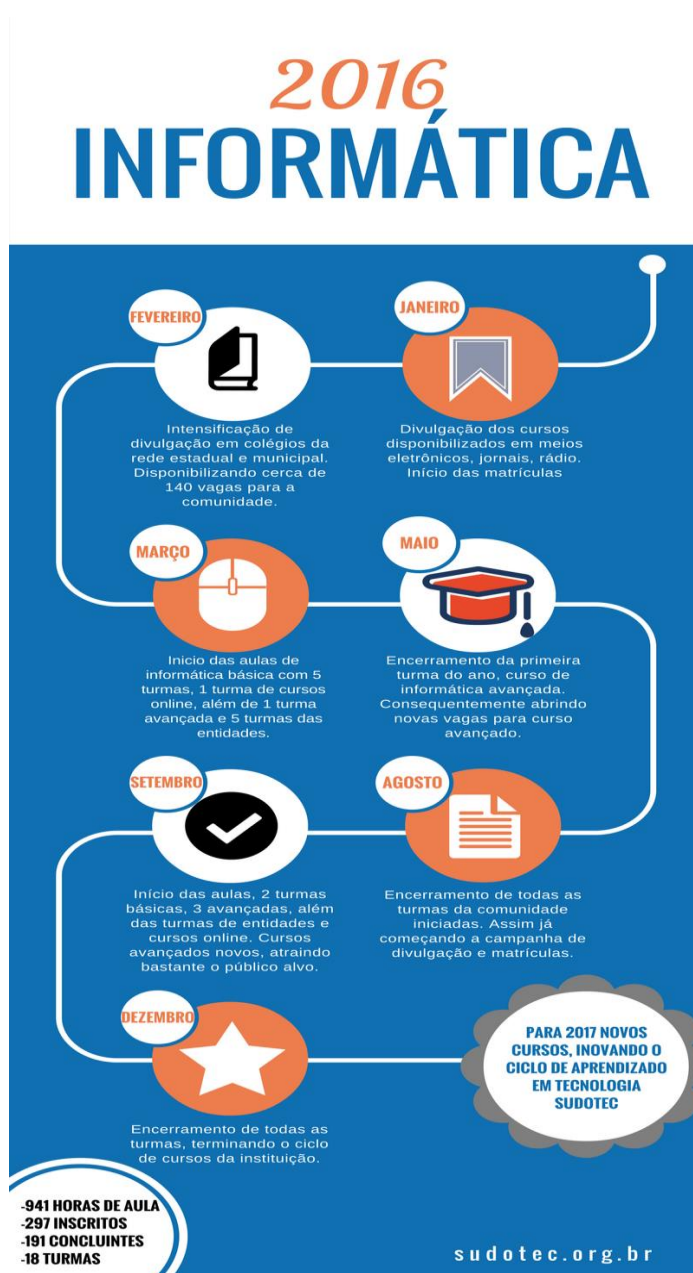 2016
INFORMÁTICA
JANEIRO
Divulgação dos cursos
disponibilizados em meios
eletrônicos, jornais, rádio.
Início das matrículas
FEVEREIRO
Intensificação de
divulgação em colégios da
rede estadual e municipal.
Disponibilizando cerca de
140 vagas para a
comunidade.
MARÇO
Inicio das aulas de
informática básica com 5
turmas, 1 turma de cursos
online, além de 1 turma
avançada e 5 turmas das
entidades.
MAIO
Encerramento da primeira
turma do ano, curso de
informática avançada.
Consequentemente abrindo
novas vagas para curso
avançado.
AGOSTO
Encerramento de todas as
turmas da comunidade
iniciadas. Assim já
começando a campanha de
divulgação e matrículas.
SETEMBRO
Início das aulas, 2 turmas
básicas, 3 avançadas, além
das turmas de entidades e
cursos online. Cursos
avançados novos, atraindo
bastante o público alvo.
DEZEMBRO
Encerramento de todas as
turmas, terminando o ciclo
de cursos da instituição.
PARA 2017 NOVOS
CURSOS, INOVANDO O
CICLO DE APRENDIZADO
EM TECNOLOGIA
SUDOTEC
-941 HORAS DE AULA
-297 INSCRITOS
-191 CONCLUINTES
-18 TURMAS
sudotec.org.br